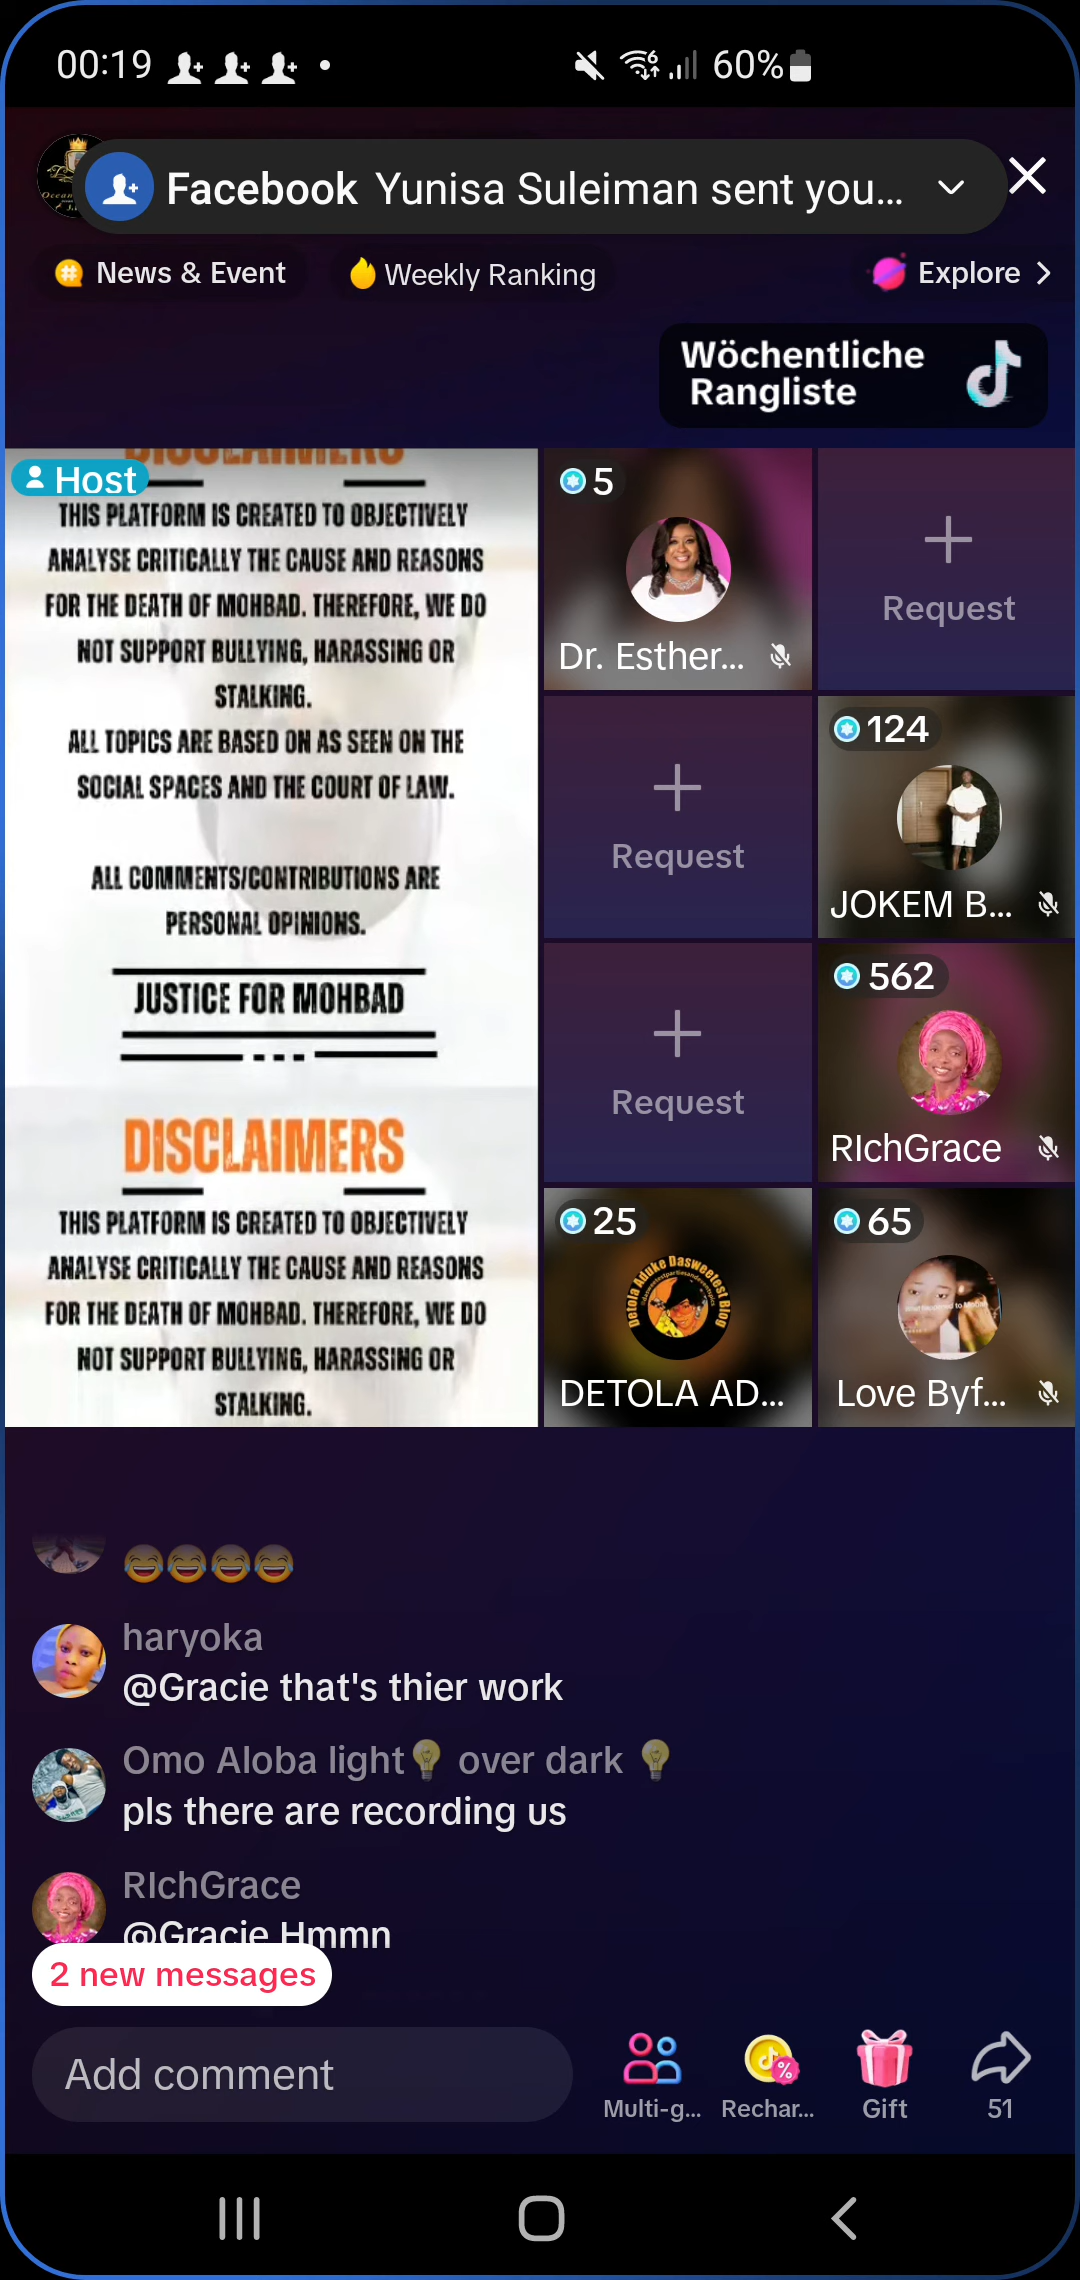 00:19
60%
Facebook Yunisa Suleiman sent you...
News & Event
Weekly Ranking
Explore
Wöchentliche
Rangliste
DISCLAIMERS
Host
THIS PLATFORM IS CREATED TO OBJECTIVELY
ANALYSE CRITICALLY THE CAUSE AND REASONS
FOR THE DEATH OF MOHBAD. THEREFORE, WE DO
NOT SUPPORT BULLYING, HARASSING OR
STALKING.
ALL TOPICS ARE BASED ON AS SEEN ON THE
SOCIAL SPACES AND THE COURT OF LAW.
ALL COMMENTS/CONTRIBUTIONS ARE
PERSONAL OPINIONS.
JUSTICE FOR MOHBAD
DISCLAIMERS
THIS PLATFORM IS CREATED TO OBJECTIVELY
ANALYSE CRITICALLY THE CAUSE AND REASONS
FOR THE DEATH OF MOHBAD. THEREFORE, WE DO
NOT SUPPORT BULLYING, HARASSING OR
STALKING.
5
Dr. Esther...
Request
Request
124
JOKEM B...
Request
562
RIchGrace
25
Detola Aduke Dasweetest Blog
DETOLA AD...
65
Love Byf...
😂😂😂😂
haryoka
@Gracie that's thier work
Omo Aloba light💡 over dark 💡
pls there are recording us
RIchGrace
@Gracie Hmmn
2 new messages
Add comment
Multi-g...
Rechar...
Gift
51